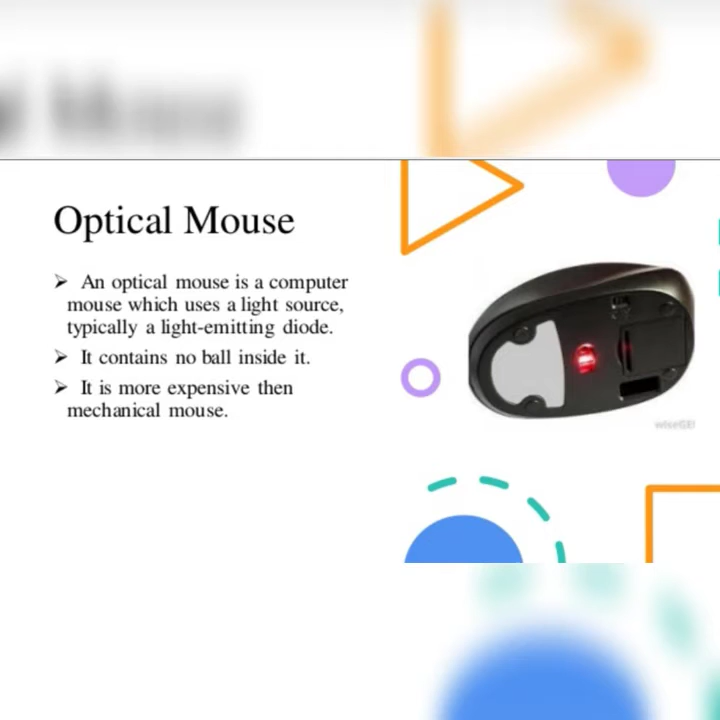 Optical Mouse
➢ An optical mouse is a computer
mouse which uses a light source,
typically a light-emitting diode.
➢ It contains no ball inside it.
➢ It is more expensive then
mechanical mouse.